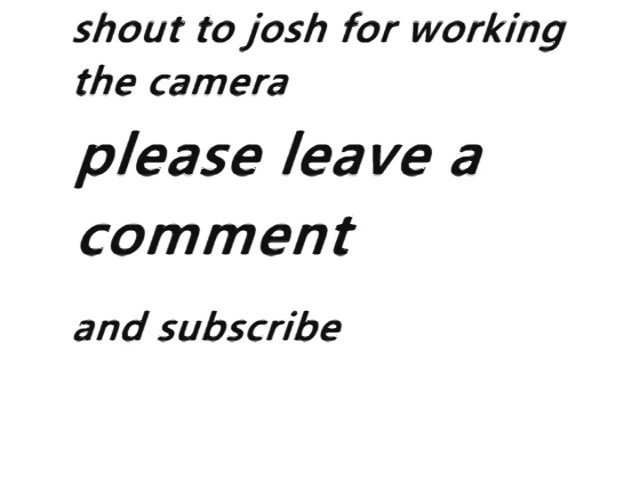 shout to josh for working
the camera
please leave a
comment
and subscribe